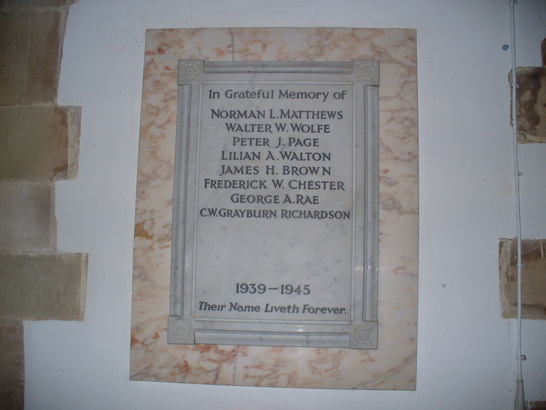 In Grateful Memory of
NORMAN L. MATTHEWS
WALTER W. WOLFE
PETER J. PAGE
LILIAN A. WALTON
JAMES H. BROWN
FREDERICK W. CHESTER
GEORGE A. RAE
C.W. GRAYBURN RICHARDSON
1939—1945
Their Name Liveth Forever.